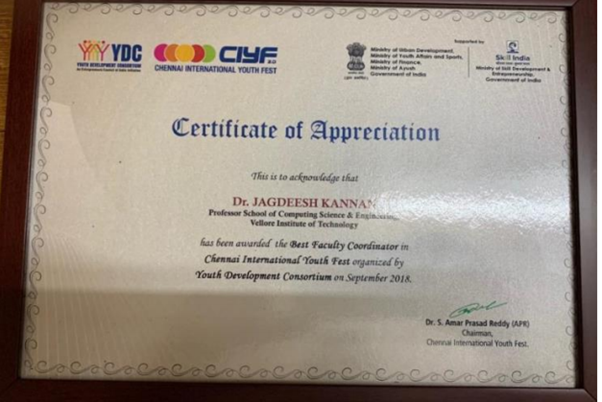 YDC
YOUTH DEVELOPMENT CONSORTIUM
CIYF
2.0
CHENNAI INTERNATIONAL YOUTH FEST
Ministry of Urban Development,
Ministry of Youth Affairs and Sports,
Ministry of Finance,
Ministry of Ayush
Government of India
Supported by
Skill India
Ministry of Skill Development &
Entrepreneurship,
Government of India
Certificate of Appreciation
This is to acknowledge that
Dr. JAGDEESH KANNAN
Professor School of Computing Science & Engineering,
Vellore Institute of Technology
has been awarded the Best Faculty Coordinator in
Chennai International Youth Fest organized by
Youth Development Consortium on September 2018.
Dr. S. Amar Prasad Reddy (APR)
Chairman,
Chennai International Youth Fest.